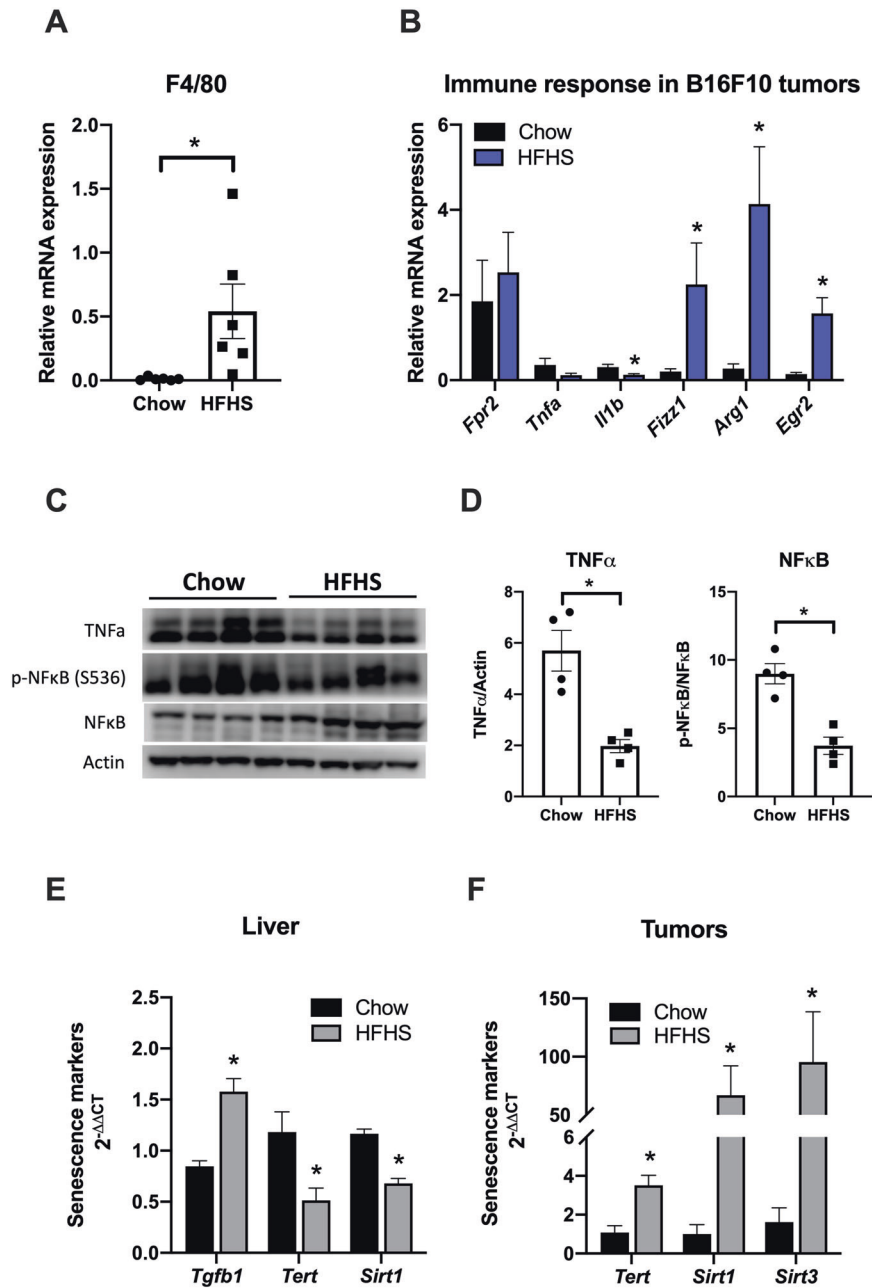 A
F4/80
Relative mRNA expression
2.0
1.5
1.0
0.5
0.0
*
Chow
HFHS
B
Immune response in B16F10 tumors
Relative mRNA expression
6
4
2
0
Chow
HFHS
*
*
*
*
Fpr2
Tnfa
Il1b
Fizz1
Arg1
Egr2
C
Chow
HFHS
TNFa
p-NFκB (S536)
NFκB
Actin
D
TNFα
TNFα/Actin
8
6
4
2
0
*
Chow
HFHS
NFκB
p-NFκB/NFκB
15
10
5
0
*
Chow
HFHS
E
Liver
Senescence markers
2-ΔΔCT
2.5
2.0
1.5
1.0
0.5
0.0
Chow
HFHS
*
*
*
Tgfb1
Tert
Sirt1
F
Tumors
Senescence markers
2-ΔΔCT
150
100
50
6
4
2
0
Chow
HFHS
*
*
*
Tert
Sirt1
Sirt3